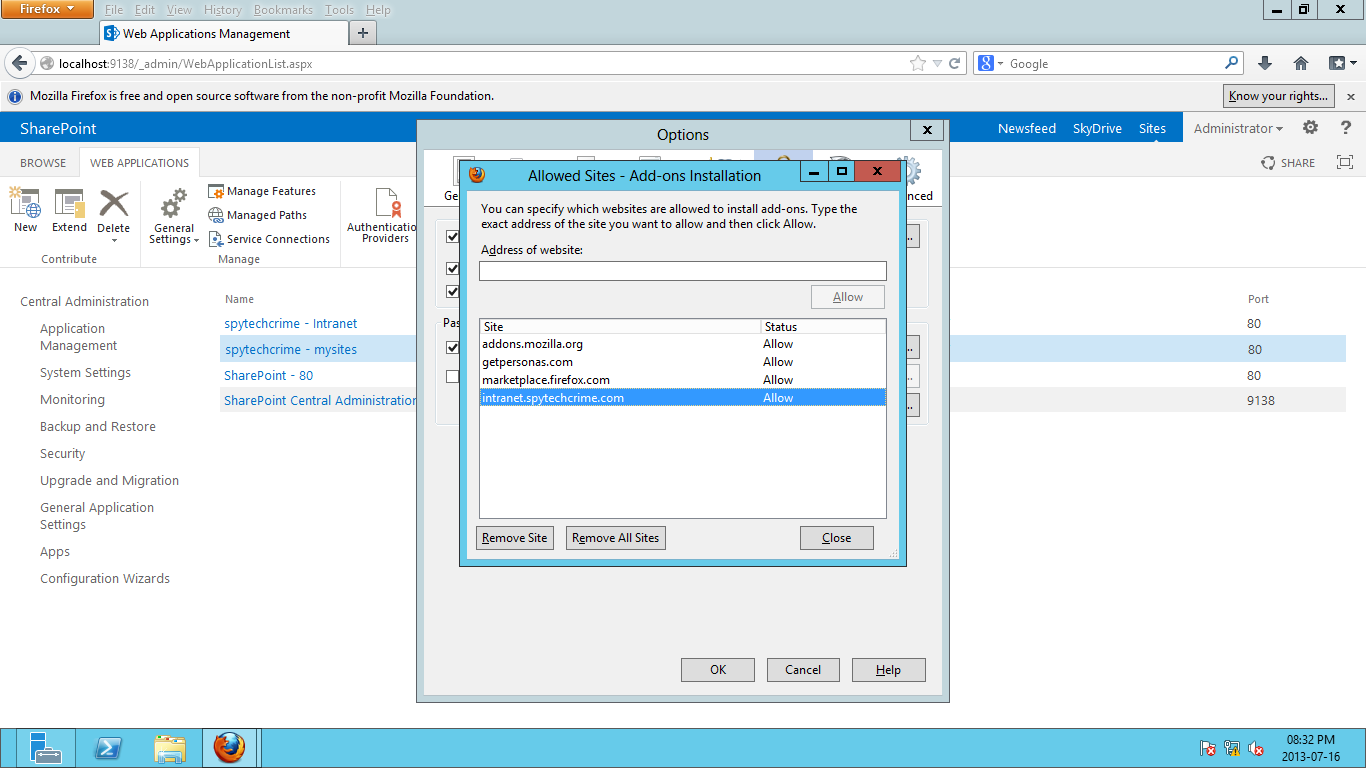 Firefox File Edit View History Bookmarks Tools Help
Web Applications Management
localhost:9138/_admin/WebApplicationList.aspx
Google
Mozilla Firefox is free and open source software from the non-profit Mozilla Foundation.
Know your rights...
SharePoint
Newsfeed SkyDrive Sites Administrator
BROWSE WEB APPLICATIONS
SHARE
New
Extend
Delete
Contribute
General
Settings
Manage Features
Managed Paths
Service Connections
Manage
Authenticatio
Providers
Central Administration
Application
Management
System Settings
Monitoring
Backup and Restore
Security
Upgrade and Migration
General Application
Settings
Apps
Configuration Wizards
Name Port
spytechcrime - Intranet 80
spytechcrime - mysites 80
SharePoint - 80 80
SharePoint Central Administration 9138
Options
Ge
nced
Pas
Allowed Sites - Add-ons Installation
You can specify which websites are allowed to install add-ons. Type the
exact address of the site you want to allow and then click Allow.
Address of website:
Allow
Site Status
addons.mozilla.org Allow
getpersonas.com Allow
marketplace.firefox.com Allow
intranet.spytechcrime.com Allow
Remove Site Remove All Sites Close
OK Cancel Help
08:32 PM
2013-07-16